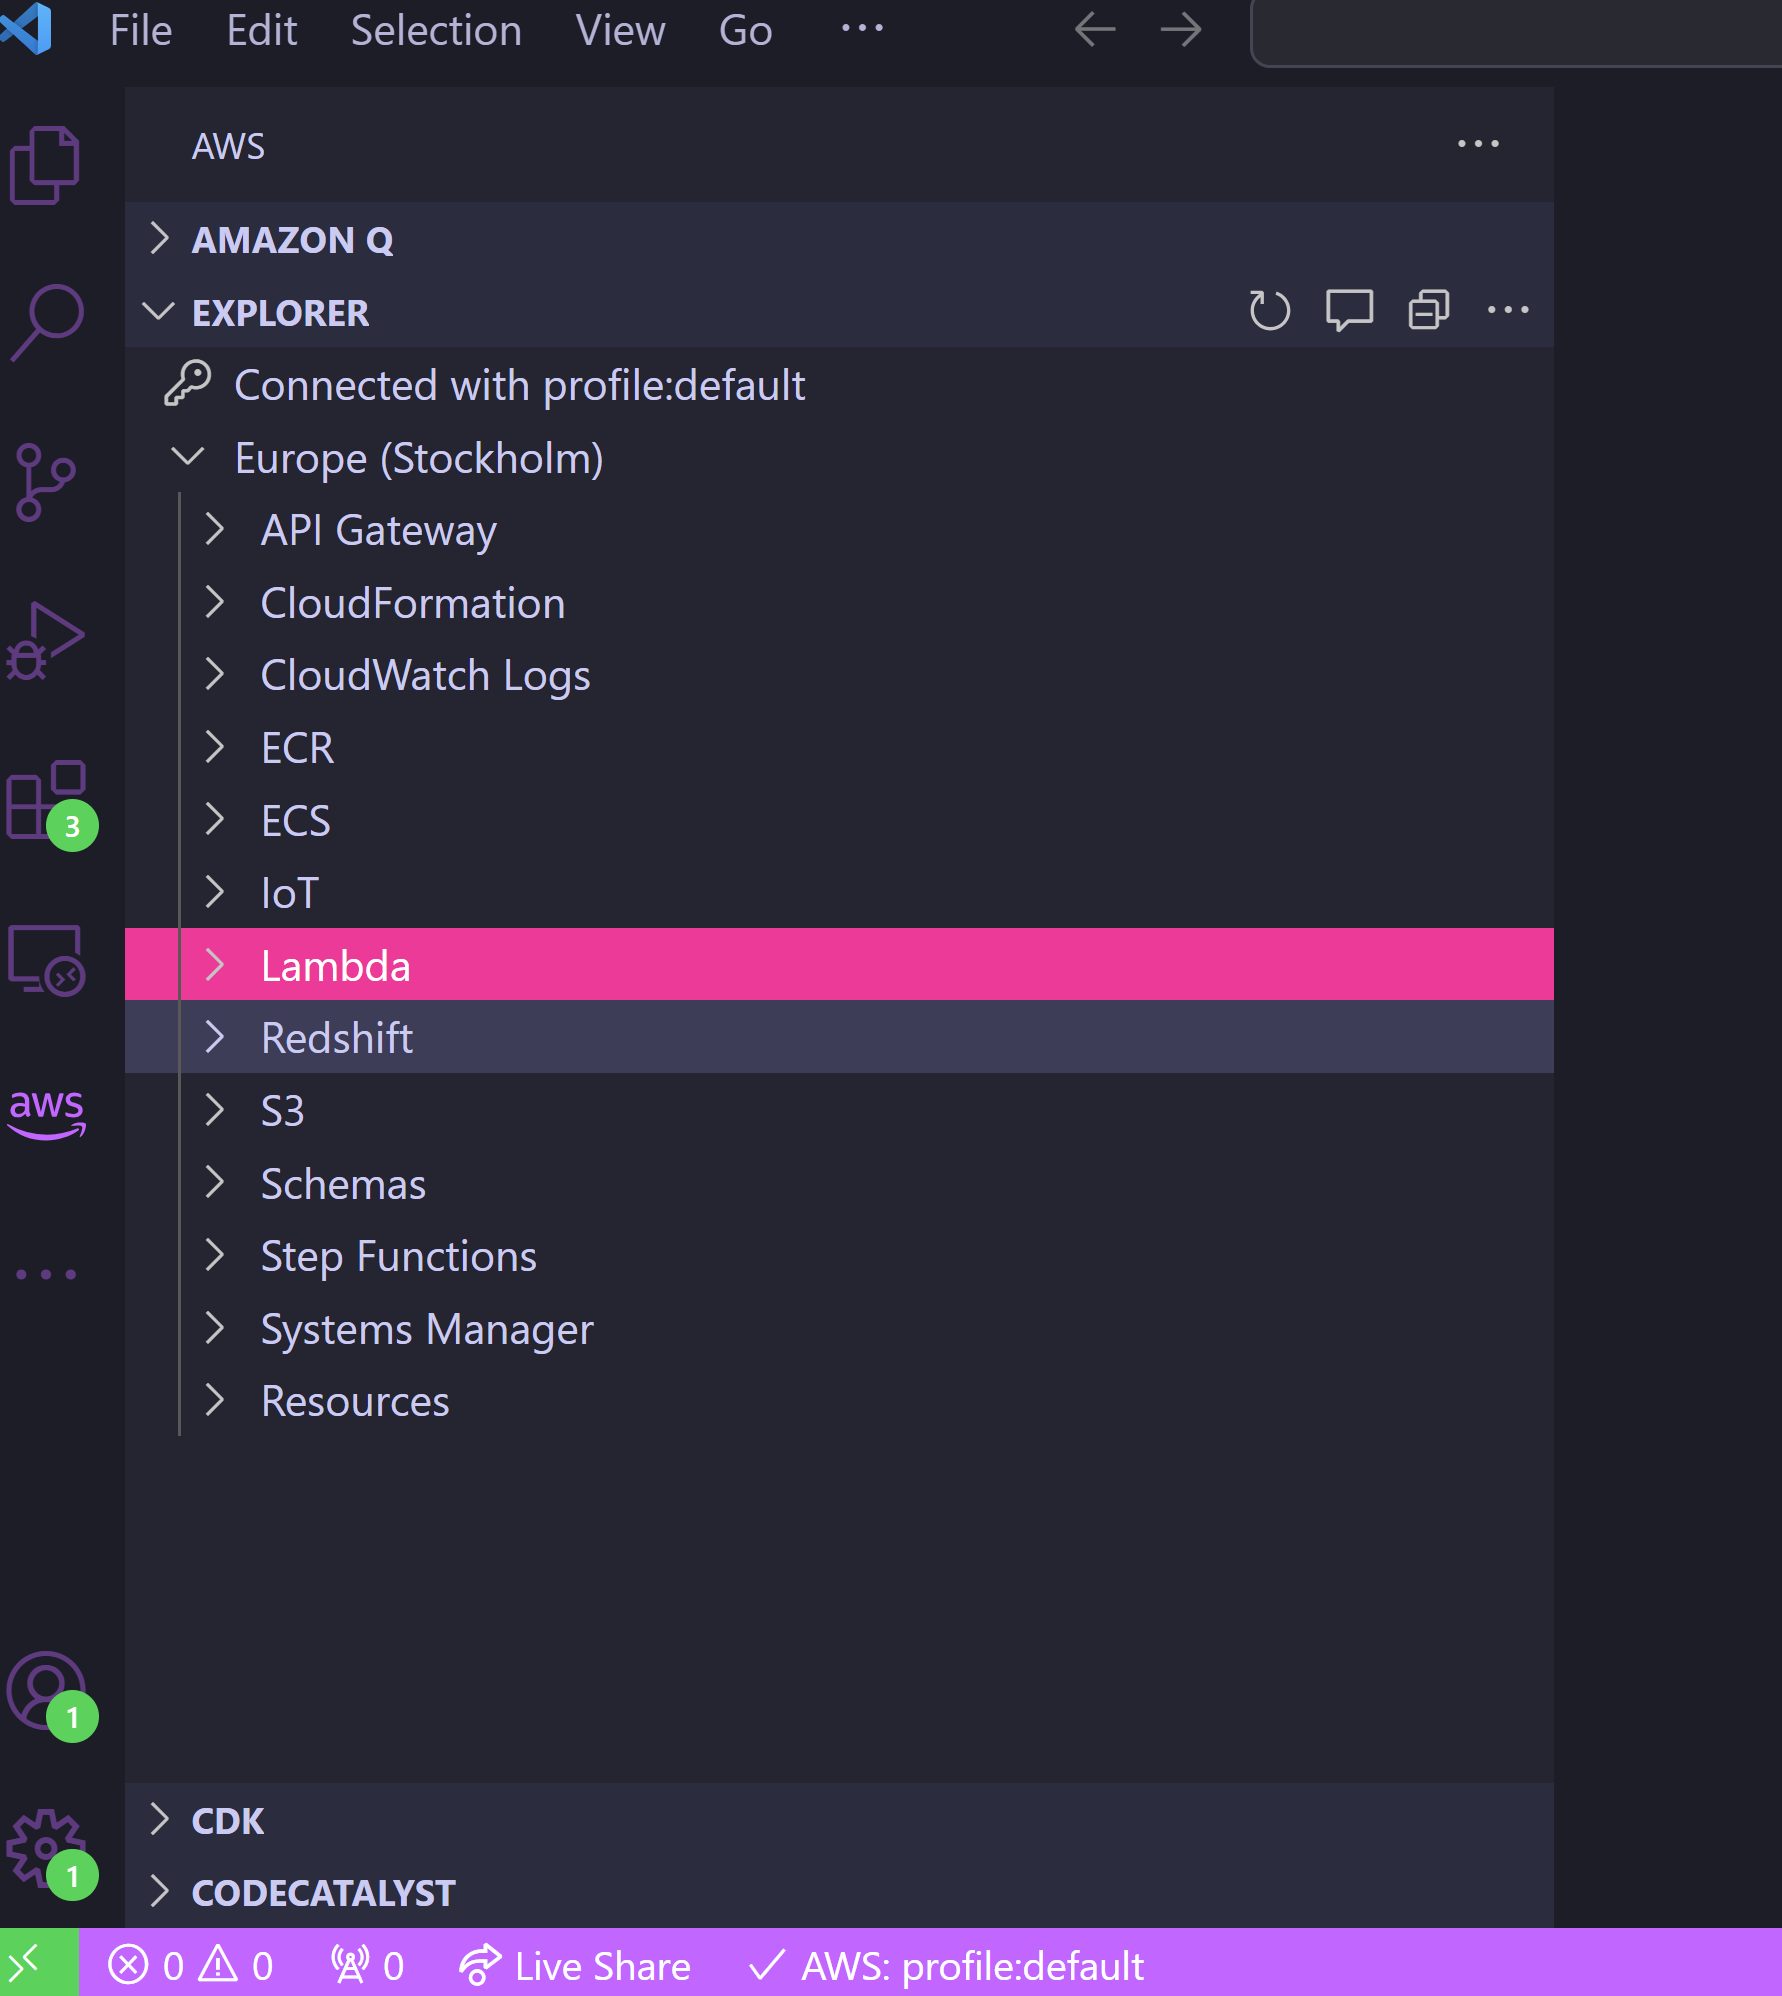 File Edit Selection View Go
AWS
AMAZON Q
EXPLORER
Connected with profile:default
Europe (Stockholm)
API Gateway
CloudFormation
CloudWatch Logs
ECR
ECS
IoT
3
Lambda
Redshift
aws
S3
Schemas
Step Functions
Systems Manager
Resources
1
CDK
1
CODECATALYST
0 0 0 Live Share AWS: profile:default